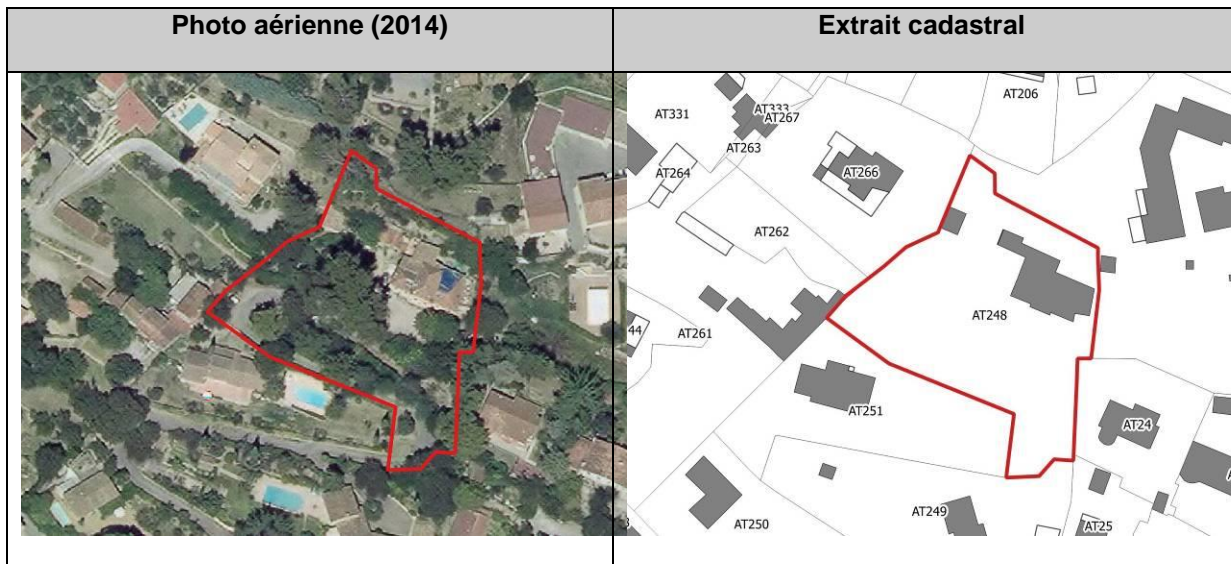 Photo aérienne (2014)
Extrait cadastral
AT206
AT331
AT333
AT267
AT263
AT264
AT266
AT262
44
AT261
AT248
AT251
AT24
AT250
AT249
AT25